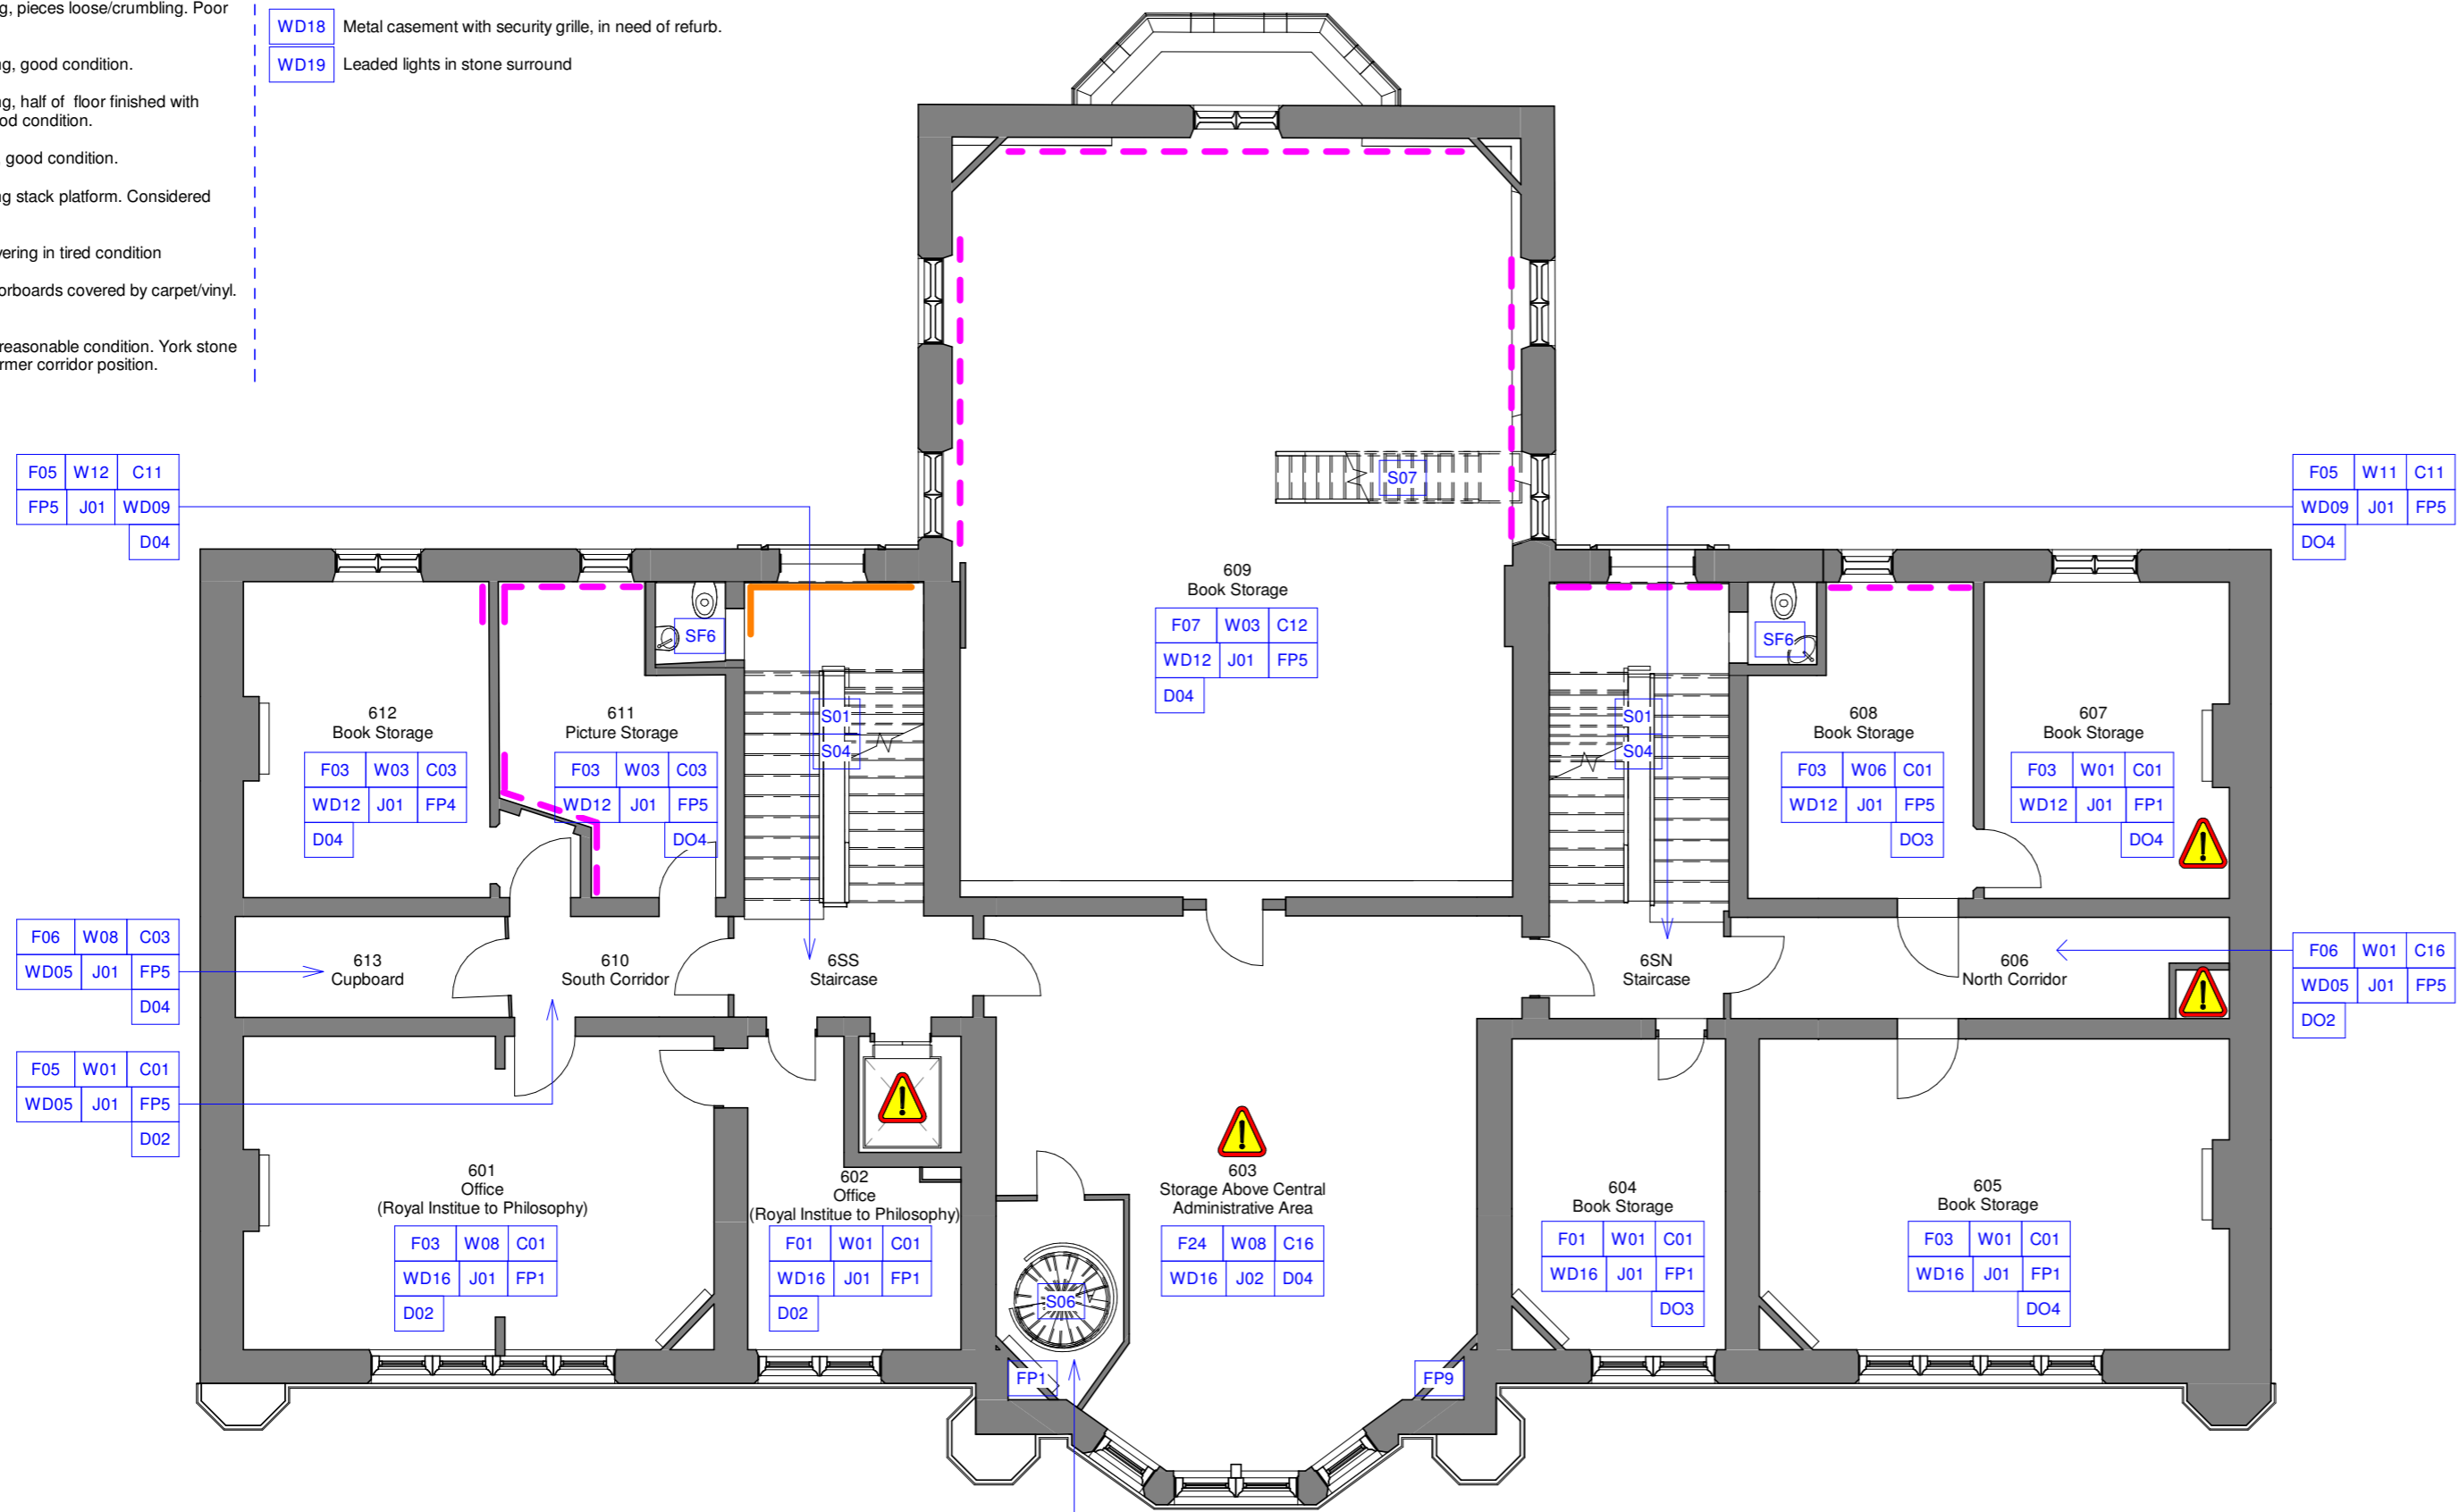 g, pieces loose/crumbling. Poor
ng, good condition.
ng, half of floor finished with
od condition.
good condition.
ng stack platform. Considered
vering in tired condition
orboards covered by carpet/vinyl.
reasonable condition. York stone
rmer corridor position.
WD18 Metal casement with security grille, in need of refurb.
WD19 Leaded lights in stone surround
F05 W12 C11
FP5 J01 WD09
D04
F05 W11 C11
WD09 J01 FP5
DO4
S07
609
Book Storage
F07 W03 C12
WD12 J01 FP5
D04
SF6
SF6
612
Book Storage
F03 W03 C03
WD12 J01 FP4
D04
611
Picture Storage
F03 W03 C03
WD12 J01 FP5
DO4
S01
S04
S01
S04
608
Book Storage
F03 W06 C01
WD12 J01 FP5
DO3
607
Book Storage
F03 W01 C01
WD12 J01 FP1
DO4
F06 W08 C03
WD05 J01 FP5
D04
613
Cupboard
610
South Corridor
6SS
Staircase
6SN
Staircase
606
North Corridor
F06 W01 C16
WD05 J01 FP5
DO2
F05 W01 C01
WD05 J01 FP5
D02
601
Office
(Royal Institue to Philosophy)
F03 W08 C01
WD16 J01 FP1
D02
602
Office
(Royal Institue to Philosophy)
F01 W01 C01
WD16 J01 FP1
D02
S06
FP1
603
Storage Above Central
Administrative Area
F24 W08 C16
WD16 J02 D04
FP9
604
Book Storage
F01 W01 C01
WD16 J01 FP1
DO3
605
Book Storage
F03 W01 C01
WD16 J01 FP1
DO4